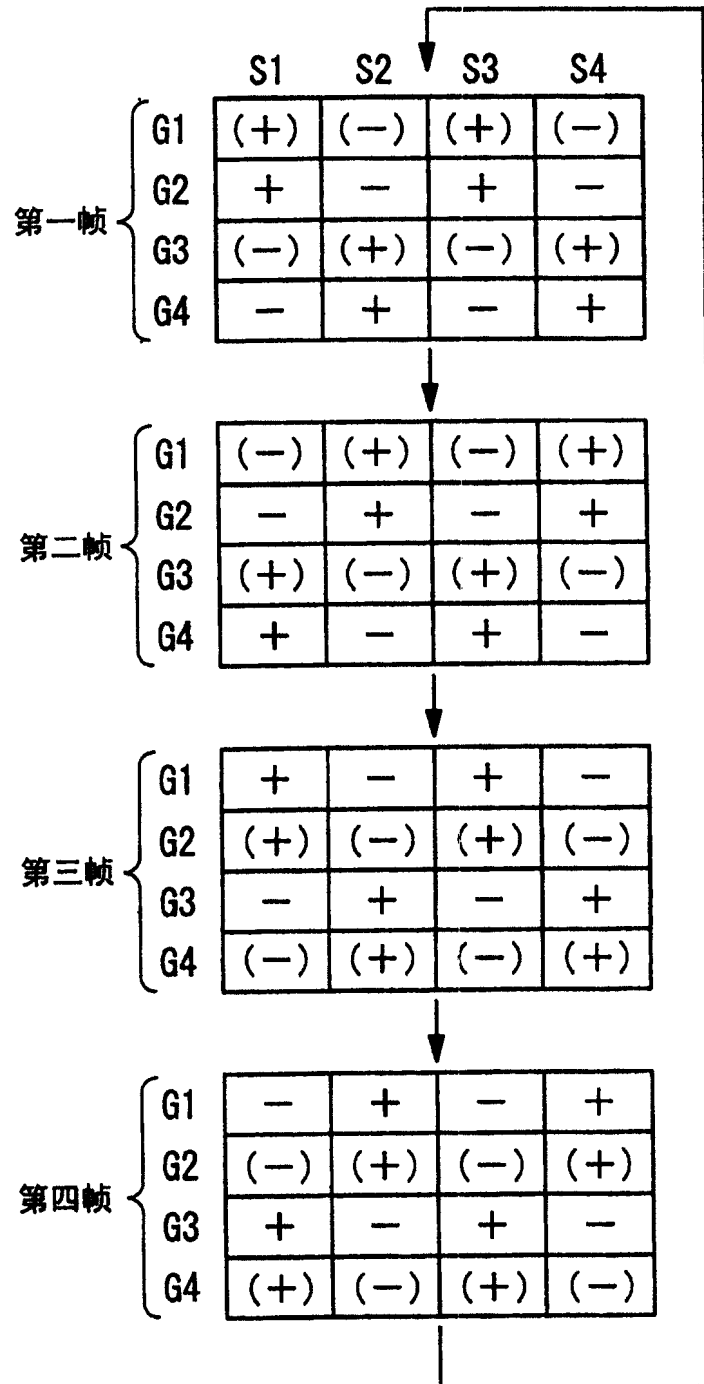 S1 S2 S3 S4
第一帧
G1 (+) (−) (+) (−)
G2 + − + −
G3 (−) (+) (−) (+)
G4 − + − +
第二帧
G1 (−) (+) (−) (+)
G2 − + − +
G3 (+) (−) (+) (−)
G4 + − + −
第三帧
G1 + − + −
G2 (+) (−) (+) (−)
G3 − + − +
G4 (−) (+) (−) (+)
第四帧
G1 − + − +
G2 (−) (+) (−) (+)
G3 + − + −
G4 (+) (−) (+) (−)